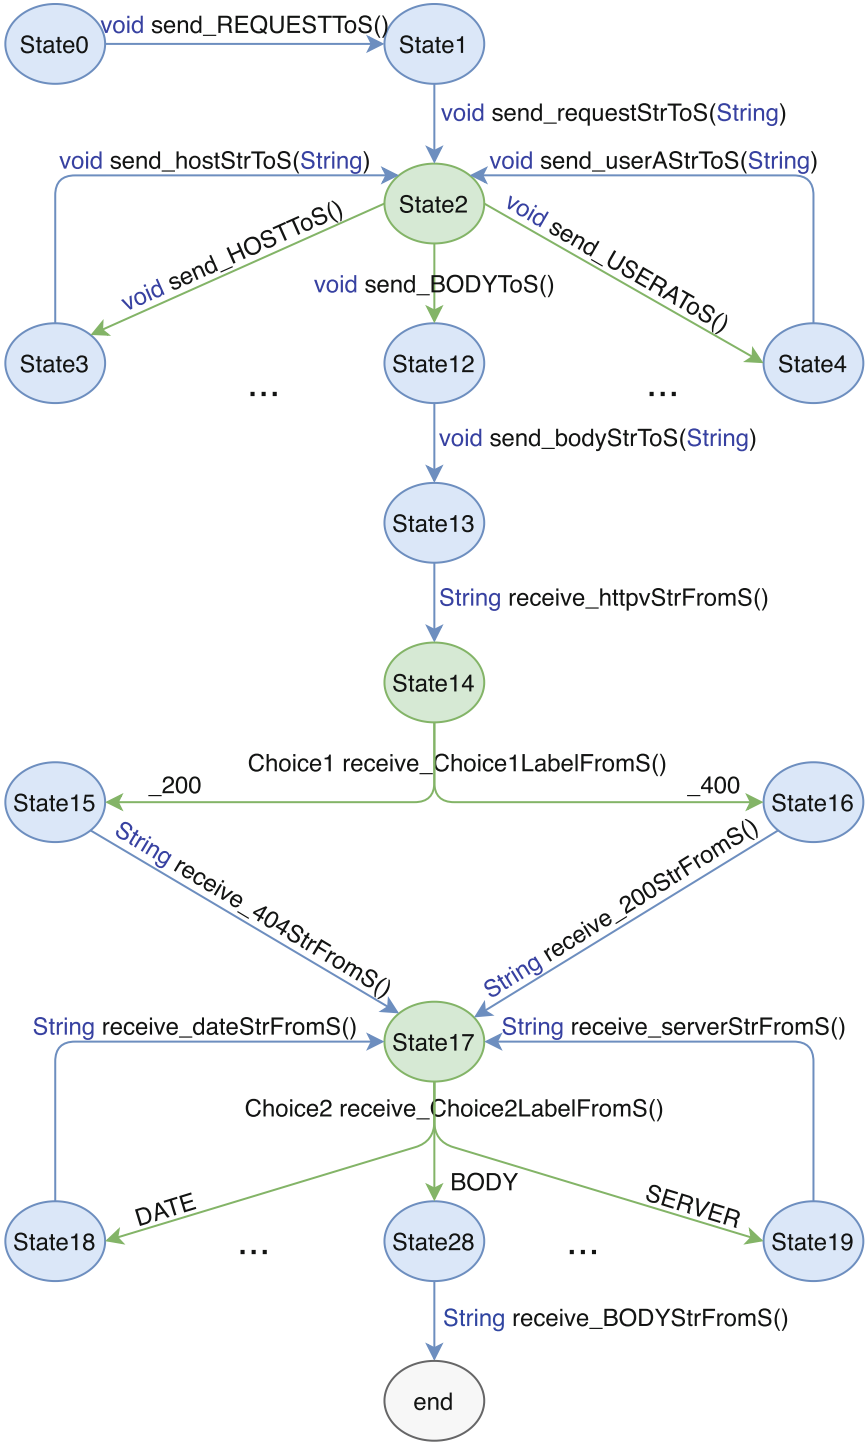 void send_REQUESTToS()
State0
State1
void send_requestStrToS(String)
void send_hostStrToS(String)
void send_userAStrToS(String)
State2
void send_HOSTToS()
void send_BODYToS()
void send_USERAToS()
State3
State12
State4
...
...
void send_bodyStrToS(String)
State13
String receive_httpvStrFromS()
State14
Choice1 receive_Choice1LabelFromS()
_200
_400
State15
State16
String receive_404StrFromS()
String receive_200StrFromS()
String receive_dateStrFromS()
String receive_serverStrFromS()
State17
Choice2 receive_Choice2LabelFromS()
DATE
BODY
SERVER
State18
State28
State19
...
...
String receive_BODYStrFromS()
end